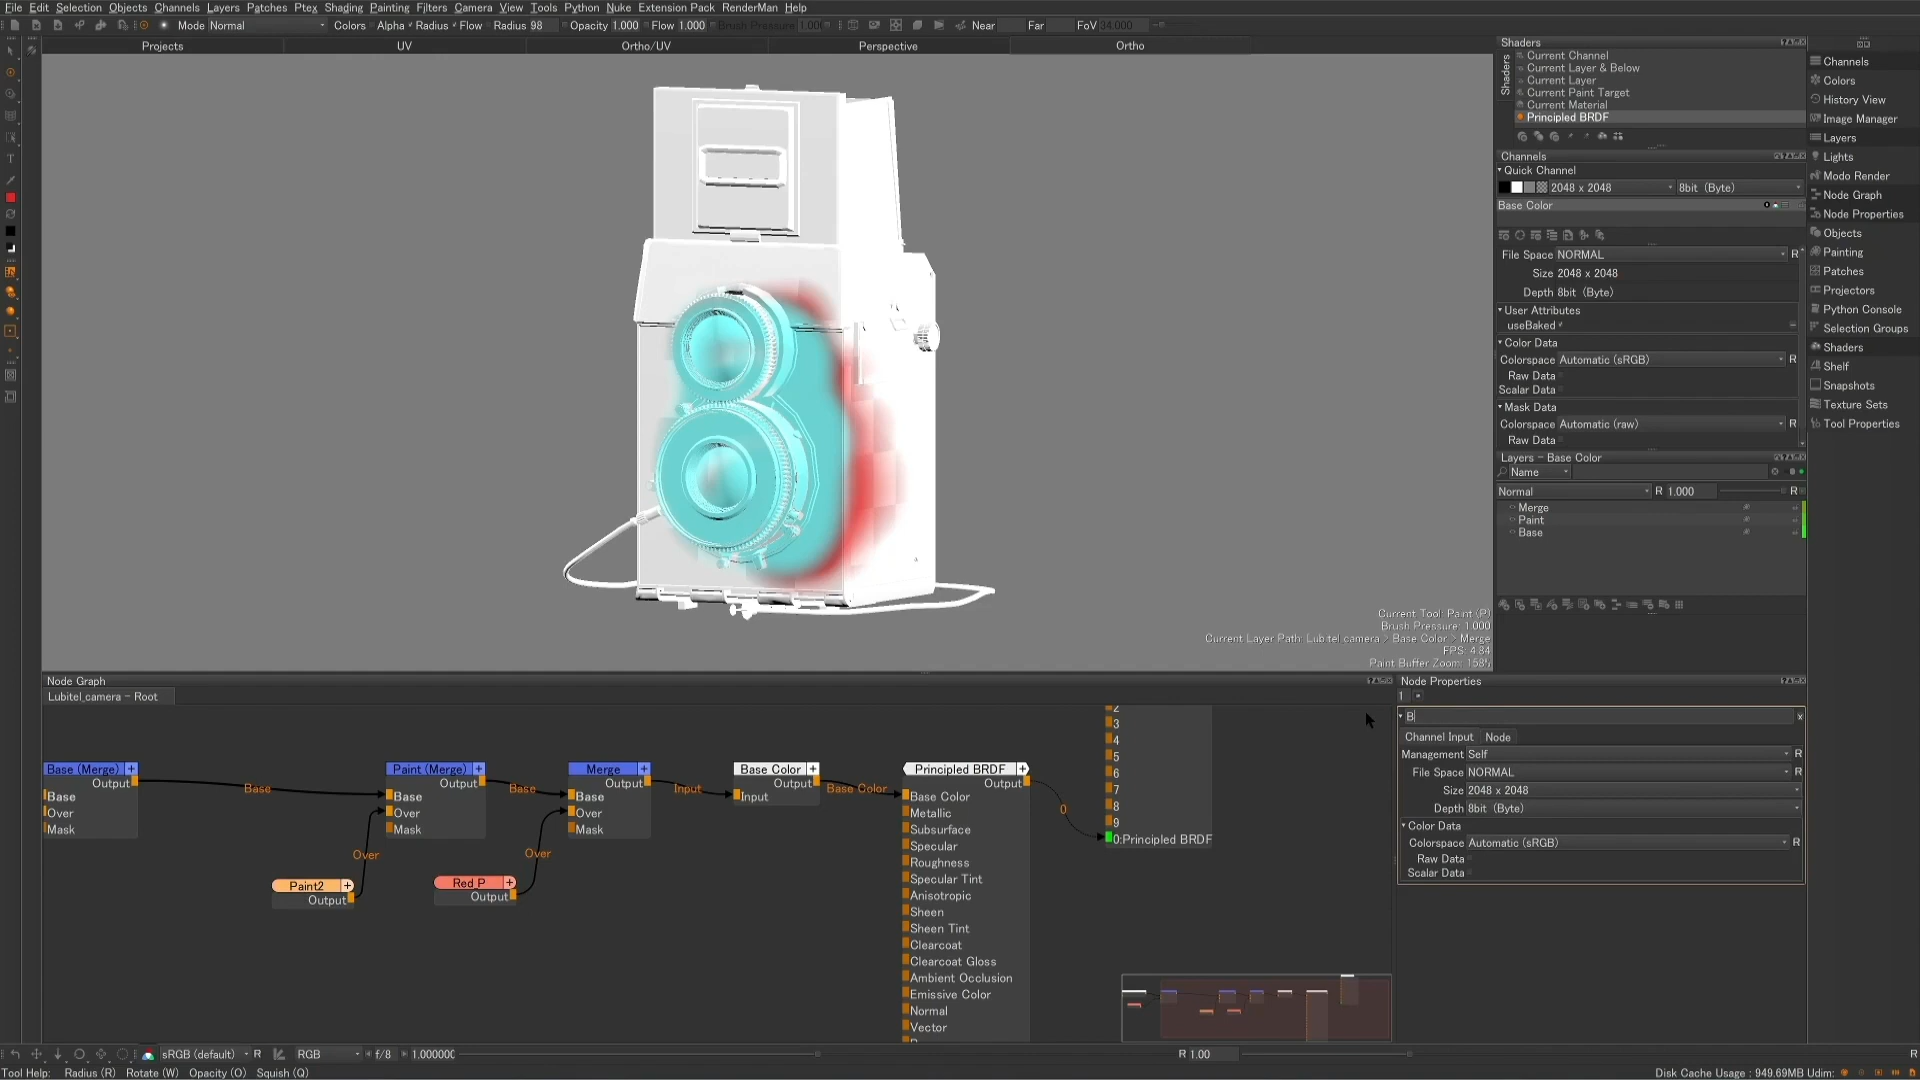 File Edit Selection Objects Channels Layers Patches Ptex Shading Painting Filters Camera View Tools Python Nuke Extension Pack RenderMan Help
Mode Normal Colors Alpha Radius Flow Radius 98 Opacity 1.000 Flow 1.000 Brush Pressure 1.000 Near Far FoV 34.000
Projects UV Ortho/UV Perspective Ortho
Current Tool: Paint (P)
Brush Pressure: 1.000
Current Layer Path: Lubitel_camera > Base Color > Merge
FPS: 4.84
Paint Buffer Zoom: 158%
Shaders
Shaders
Current Channel
Current Layer & Below
Current Layer
Current Paint Target
Current Material
Principled BRDF
Channels
Quick Channel
2048 x 2048 8bit (Byte)
Base Color
File Space NORMAL R
Size 2048 x 2048
Depth 8bit (Byte)
User Attributes
useBaked
Color Data
Colorspace Automatic (sRGB) R
Raw Data
Scalar Data
Mask Data
Colorspace Automatic (raw) R
Raw Data
Layers - Base Color
Name
Normal R 1.000 R
Merge
Paint
Base
Channels
Colors
History View
Image Manager
Layers
Lights
Modo Render
Node Graph
Node Properties
Objects
Painting
Patches
Projectors
Python Console
Selection Groups
Shaders
Shelf
Snapshots
Texture Sets
Tool Properties
Node Graph
Lubitel_camera - Root
Base (Merge) +
Output
Base
Over
Mask
Base
Paint (Merge) +
Output
Base
Over
Mask
Base
Merge +
Output
Base
Over
Mask
Input
Base Color +
Output
Input
Base Color
Principled BRDF +
Output
Base Color
Metallic
Subsurface
Specular
Roughness
Specular Tint
Anisotropic
Sheen
Sheen Tint
Clearcoat
Clearcoat Gloss
Ambient Occlusion
Emissive Color
Normal
Vector
0
2
3
4
5
6
7
8
9
0:Principled BRDF
Over
Paint2 +
Output
Over
Red P +
Output
Node Properties
1
B
Channel Input Node
Management Self R
File Space NORMAL R
Size 2048 x 2048
Depth 8bit (Byte)
Color Data
Colorspace Automatic (sRGB) R
Raw Data
Scalar Data
sRGB (default) R RGB f/8 1.000000 R 1.00 R
Tool Help: Radius (R) Rotate (W) Opacity (O) Squish (Q) Disk Cache Usage : 949.69MB Udim: